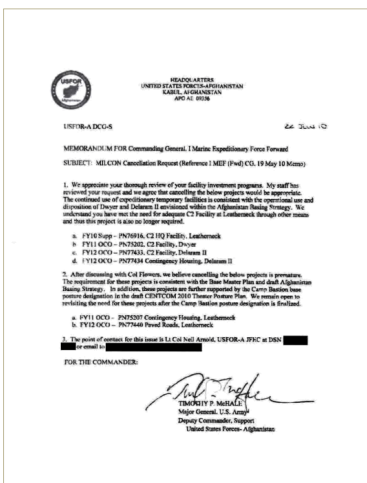 USFOR
HEADQUARTERS
UNITED STATES FORCES-AFGHANISTAN
KABUL, AFGHANISTAN
APO AE 09356
USFOR-A DCG-S
22 JUN 10
MEMORANDUM FOR Commanding General, I Marine Expeditionary Force Forward
SUBJECT: MILCON Cancellation Request (Reference I MEF (Fwd) CG, 19 May 10 Memo)
1. We appreciate your thorough review of your facility investment programs. My staff has
reviewed your request and we agree that cancelling the below projects would be appropriate.
The continued use of expeditionary temporary facilities is consistent with the operational use and
disposition of Dwyer and Delaram II envisioned within the Afghanistan Basing Strategy. We
understand you have met the need for adequate C2 Facility at Leatherneck through other means
and thus this project is also no longer required.
a. FY10 Supp – PN76916, C2 HQ Facility, Leatherneck
b FY11 OCO – PN75202, C2 Facility, Dwyer
c. FY12 OCO – PN77433, C2 Facility, Delaram II
d. FY12 OCO – PN77434 Contingency Housing, Delaram II
2. After discussing with Col Flowers, we believe cancelling the below projects is premature.
The requirement for these projects is consistent with the Base Master Plan and draft Afghanistan
Basing Strategy. In addition, these projects are further supported by the Camp Bastion base
posture designation in the draft CENTCOM 2010 Theater Posture Plan. We remain open to
revisiting the need for these projects after the Camp Bastion posture designation is finalized.
a. FY11 OCO - PN75207 Contingency Housing, Leatherneck
b. FY12 OCO – PN77440 Paved Roads, Leatherneck
3. The point of contact for this issue is Lt Col Neil Arnold, USFOR-A JFEC at DSN
or email to
FOR THE COMMANDER:
TIMOTHY P. McHALE
Major General, U.S. Army
Deputy Commander, Support
United States Forces- Afghanistan